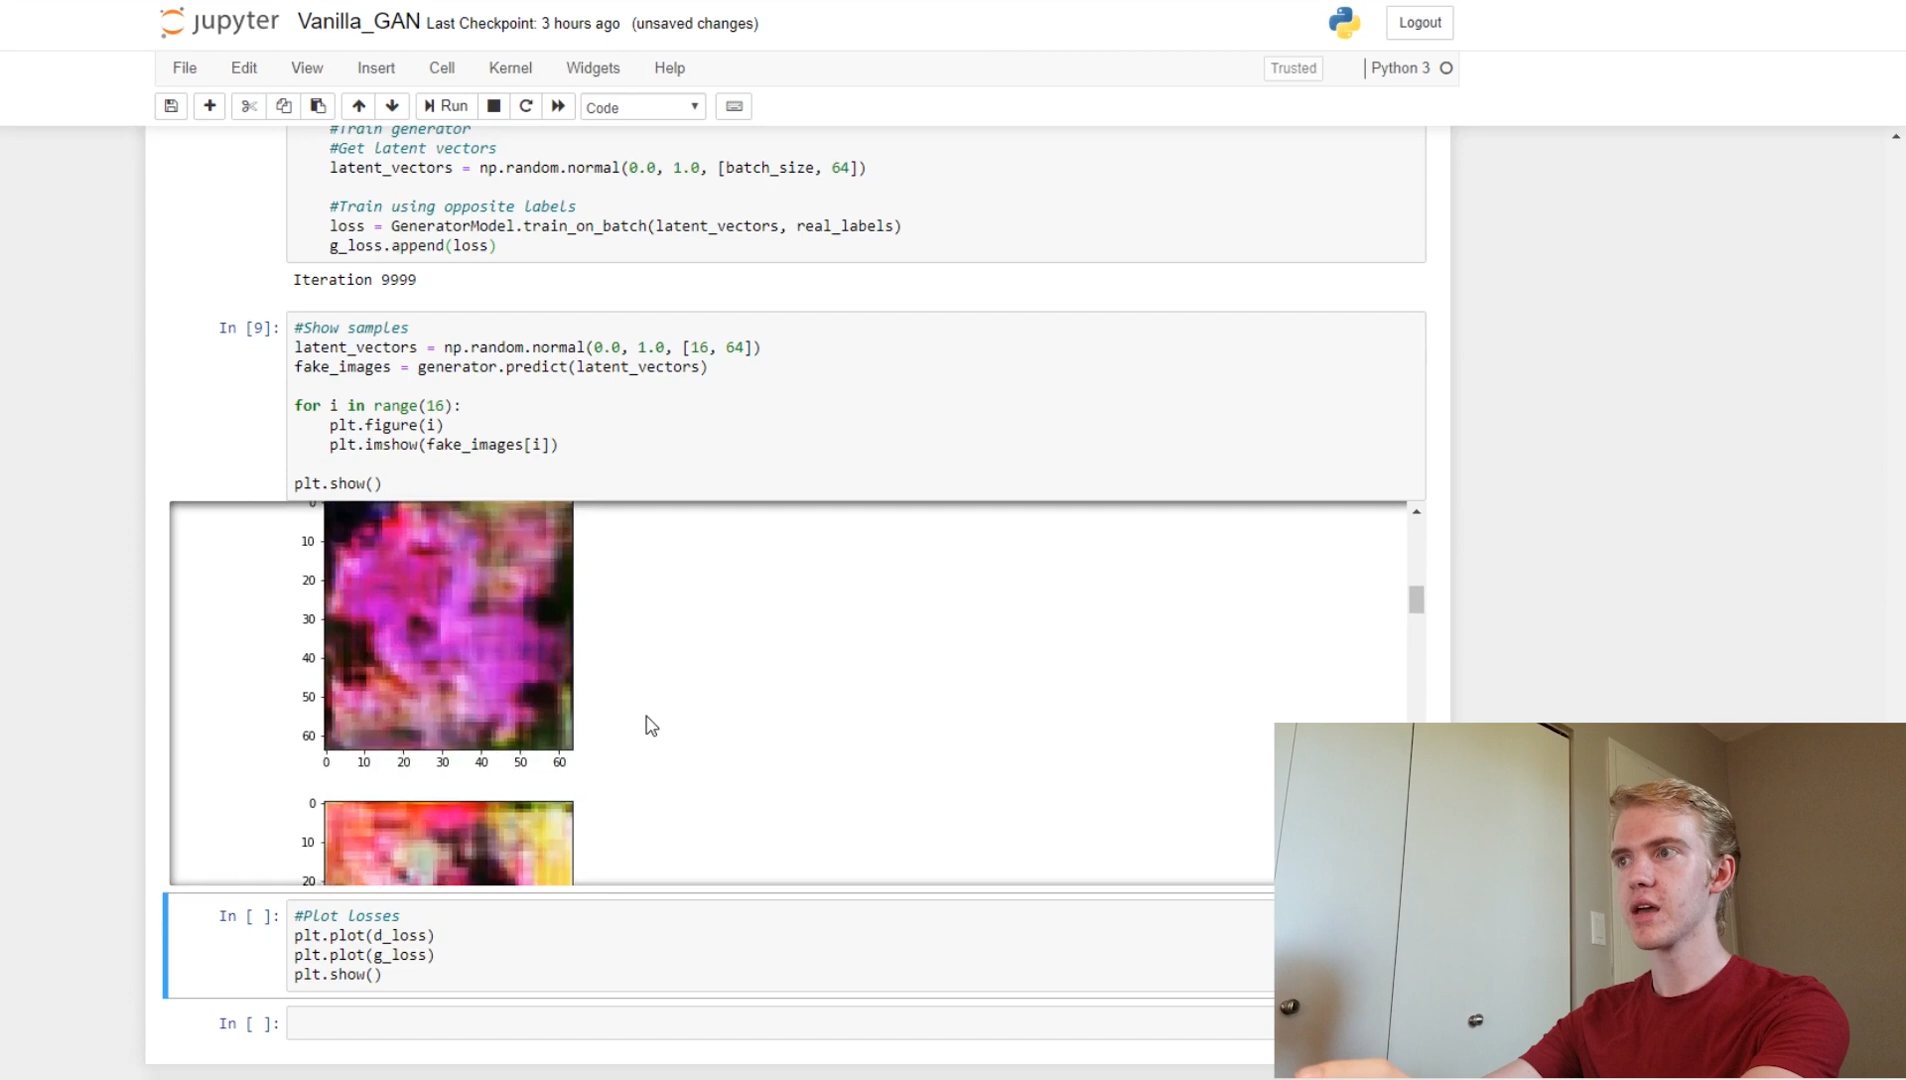 jupyter Vanilla_GAN Last Checkpoint: 3 hours ago (unsaved changes) Logout
File Edit View Insert Cell Kernel Widgets Help Trusted Python 3
Run Code
#Train generator
#Get latent vectors
latent_vectors = np.random.normal(0.0, 1.0, [batch_size, 64])
#Train using opposite labels
loss = GeneratorModel.train_on_batch(latent_vectors, real_labels)
g_loss.append(loss)
Iteration 9999
In [9]: #Show samples
latent_vectors = np.random.normal(0.0, 1.0, [16, 64])
fake_images = generator.predict(latent_vectors)
for i in range(16):
plt.figure(i)
plt.imshow(fake_images[i])
plt.show()
0
10
20
30
40
50
60
0 10 20 30 40 50 60
0
10
20
In [ ]: #Plot losses
plt.plot(d_loss)
plt.plot(g_loss)
plt.show()
In [ ]: